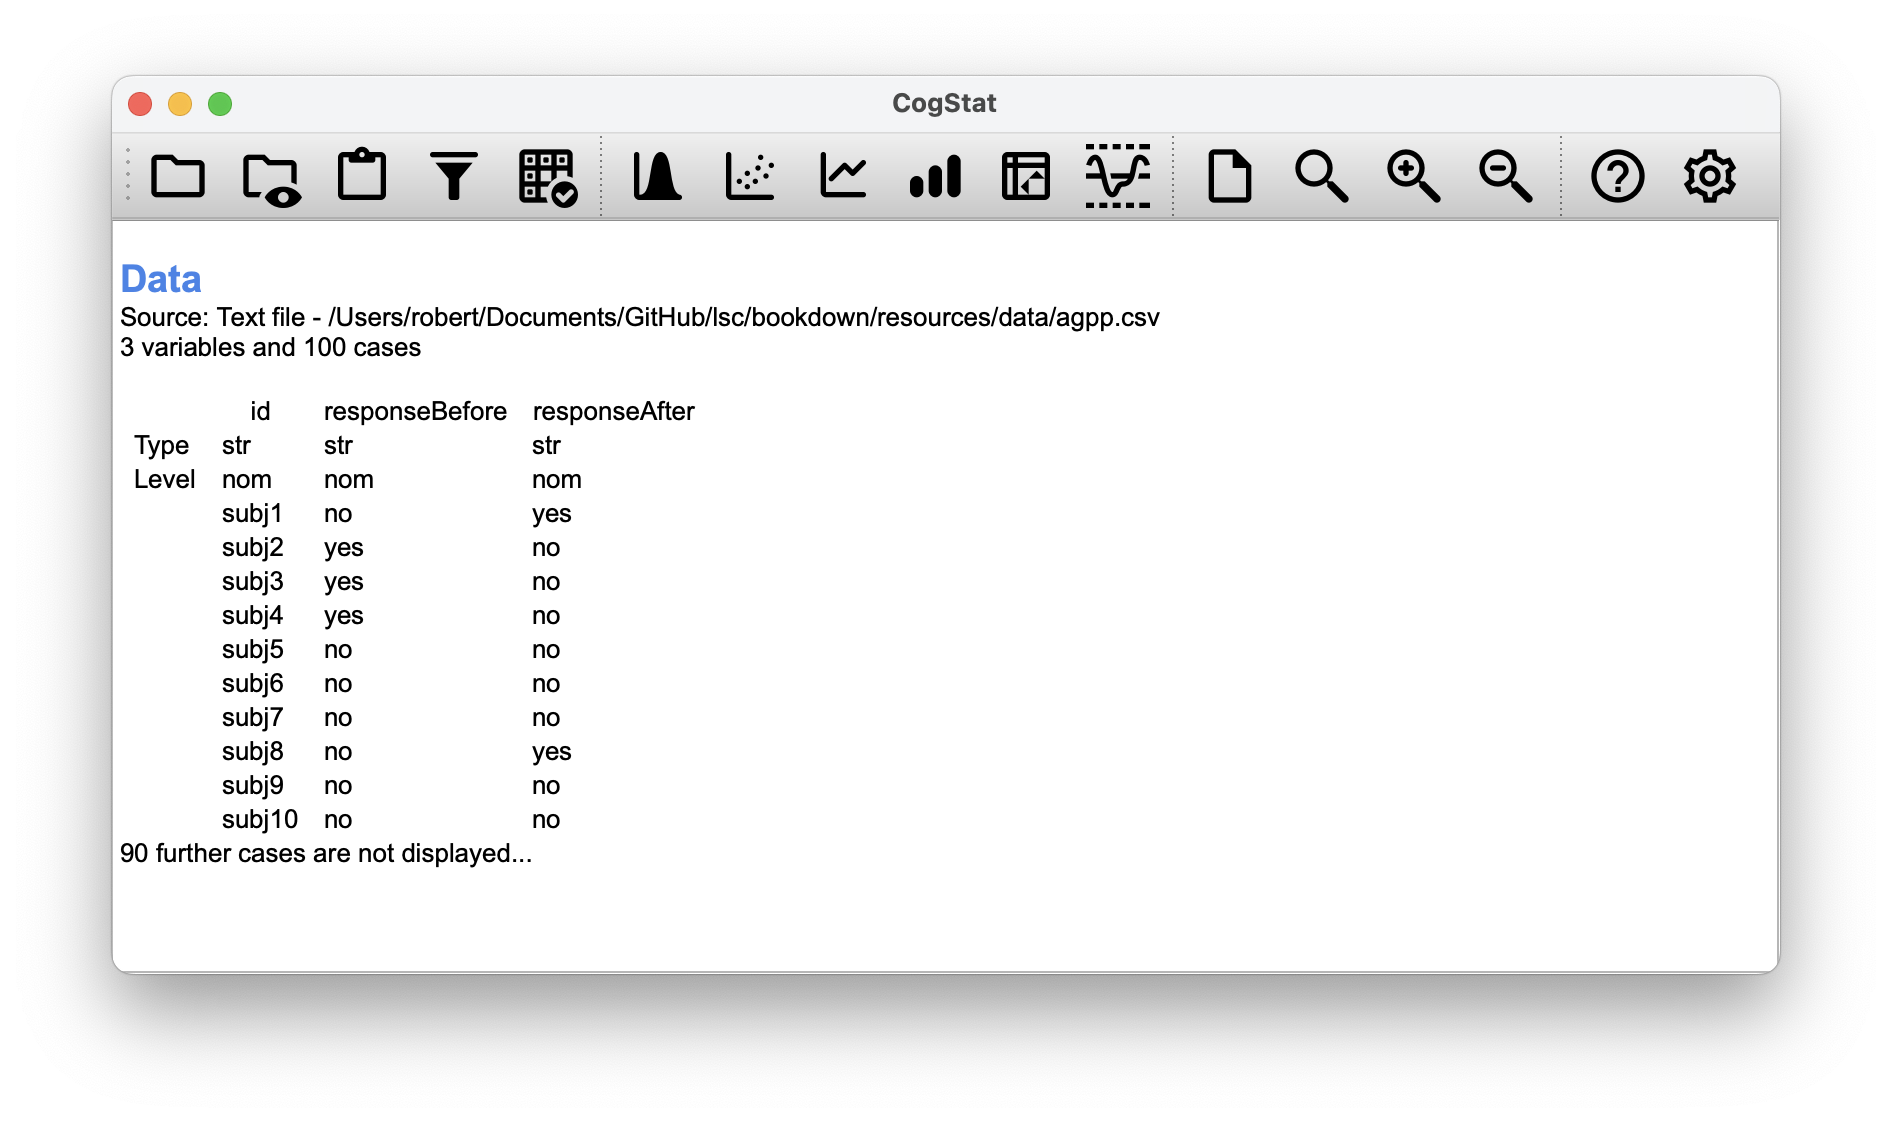 CogStat
Data
Source: Text file - /Users/robert/Documents/GitHub/lsc/bookdown/resources/data/agpp.csv
3 variables and 100 cases
id responseBefore responseAfter
Type str str str
Level nom nom nom
subj1 no yes
subj2 yes no
subj3 yes no
subj4 yes no
subj5 no no
subj6 no no
subj7 no no
subj8 no yes
subj9 no no
subj10 no no
90 further cases are not displayed...